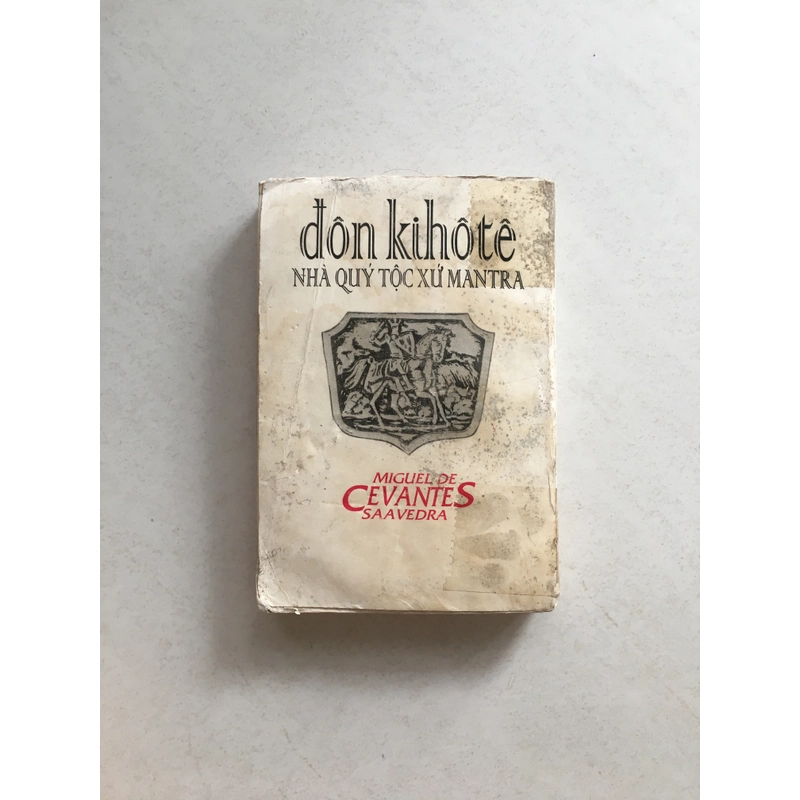 đôn kihôtê
NHÀ QUÝ TỘC XỨ MANTRA
MIGUEL DE
CEVANTES
SAAVEDRA